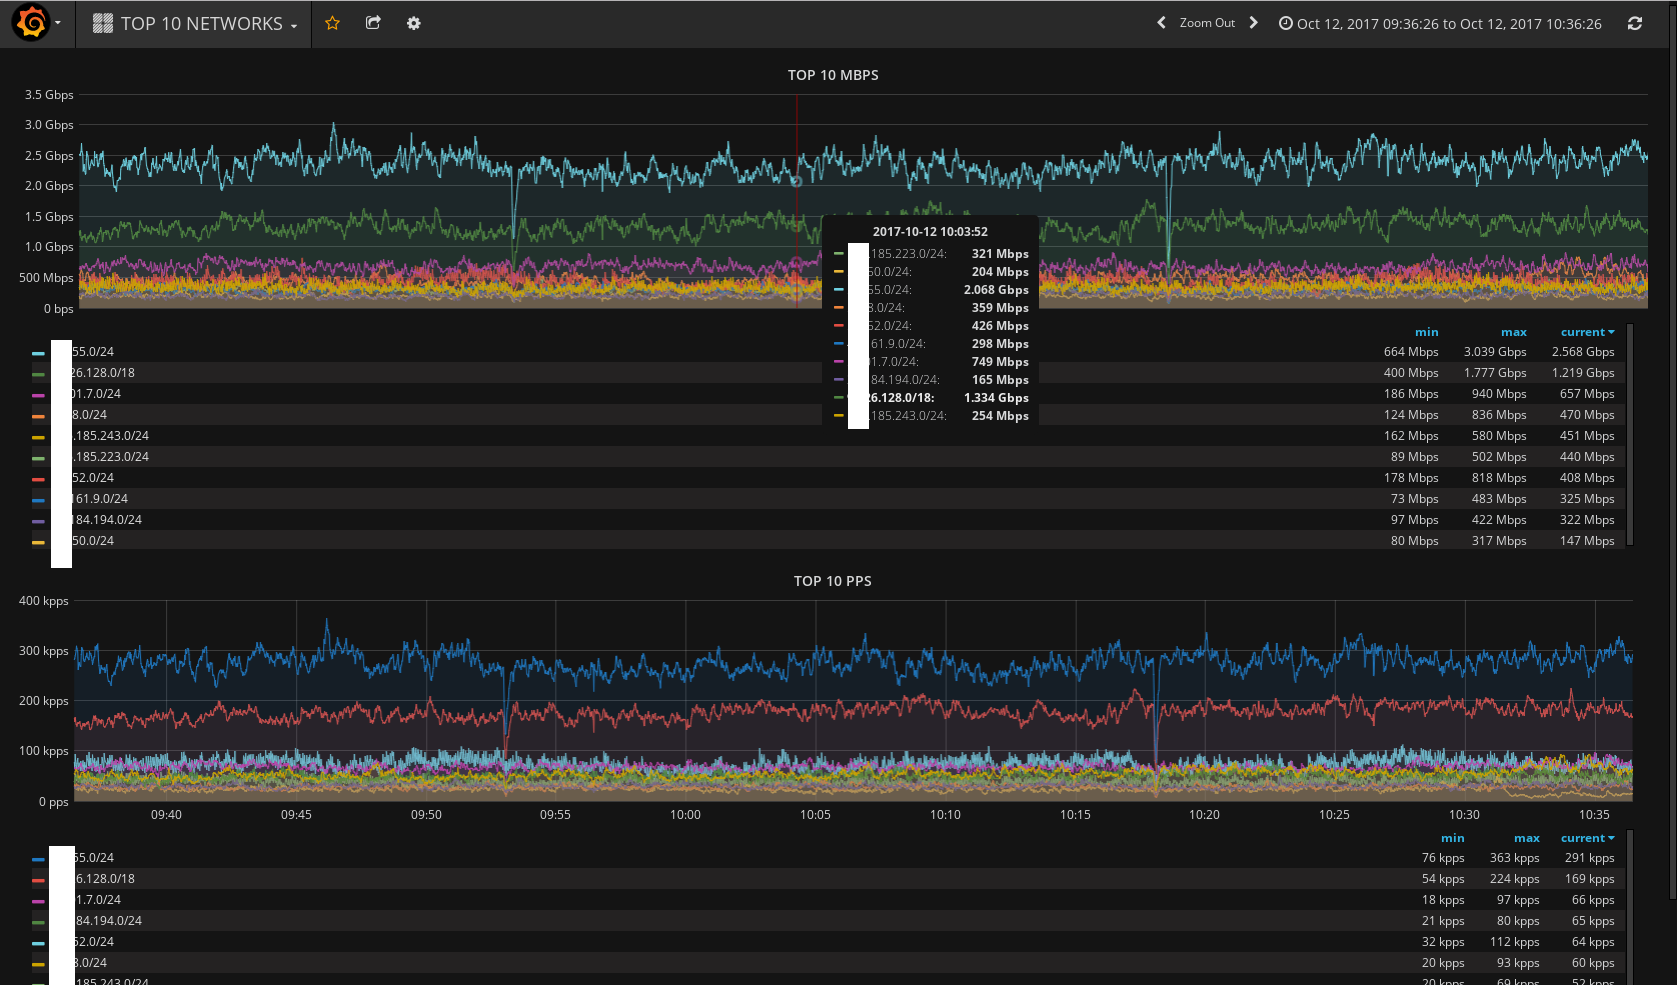 TOP 10 NETWORKS
Zoom Out
Oct 12, 2017 09:36:26 to Oct 12, 2017 10:36:26
TOP 10 MBPS
3.5 Gbps
3.0 Gbps
2.5 Gbps
2.0 Gbps
1.5 Gbps
1.0 Gbps
500 Mbps
0 bps
2017-10-12 10:03:52
.185.223.0/24: 321 Mbps
50.0/24: 204 Mbps
55.0/24: 2.068 Gbps
8.0/24: 359 Mbps
52.0/24: 426 Mbps
61.9.0/24: 298 Mbps
01.7.0/24: 749 Mbps
84.194.0/24: 165 Mbps
26.128.0/18: 1.334 Gbps
.185.243.0/24: 254 Mbps
min max current
55.0/24 664 Mbps 3.039 Gbps 2.568 Gbps
26.128.0/18 400 Mbps 1.777 Gbps 1.219 Gbps
01.7.0/24 186 Mbps 940 Mbps 657 Mbps
8.0/24 124 Mbps 836 Mbps 470 Mbps
.185.243.0/24 162 Mbps 580 Mbps 451 Mbps
.185.223.0/24 89 Mbps 502 Mbps 440 Mbps
52.0/24 178 Mbps 818 Mbps 408 Mbps
161.9.0/24 73 Mbps 483 Mbps 325 Mbps
184.194.0/24 97 Mbps 422 Mbps 322 Mbps
50.0/24 80 Mbps 317 Mbps 147 Mbps
TOP 10 PPS
400 kpps
300 kpps
200 kpps
100 kpps
0 pps
09:40 09:45 09:50 09:55 10:00 10:05 10:10 10:15 10:20 10:25 10:30 10:35
min max current
55.0/24 76 kpps 363 kpps 291 kpps
6.128.0/18 54 kpps 224 kpps 169 kpps
1.7.0/24 18 kpps 97 kpps 66 kpps
84.194.0/24 21 kpps 80 kpps 65 kpps
52.0/24 32 kpps 112 kpps 64 kpps
8.0/24 20 kpps 93 kpps 60 kpps
185.243.0/24 20 kpps 69 kpps 52 kpps